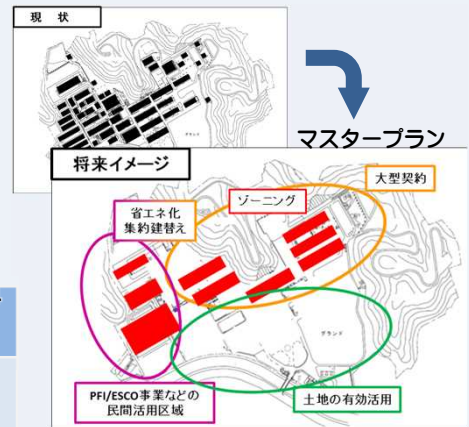 現　状
マスタープラン
将来イメージ
大型契約
ゾーニング
省エネ化
集約建替え
グランド
PFI/ESCO事業などの
民間活用区域
土地の有効活用